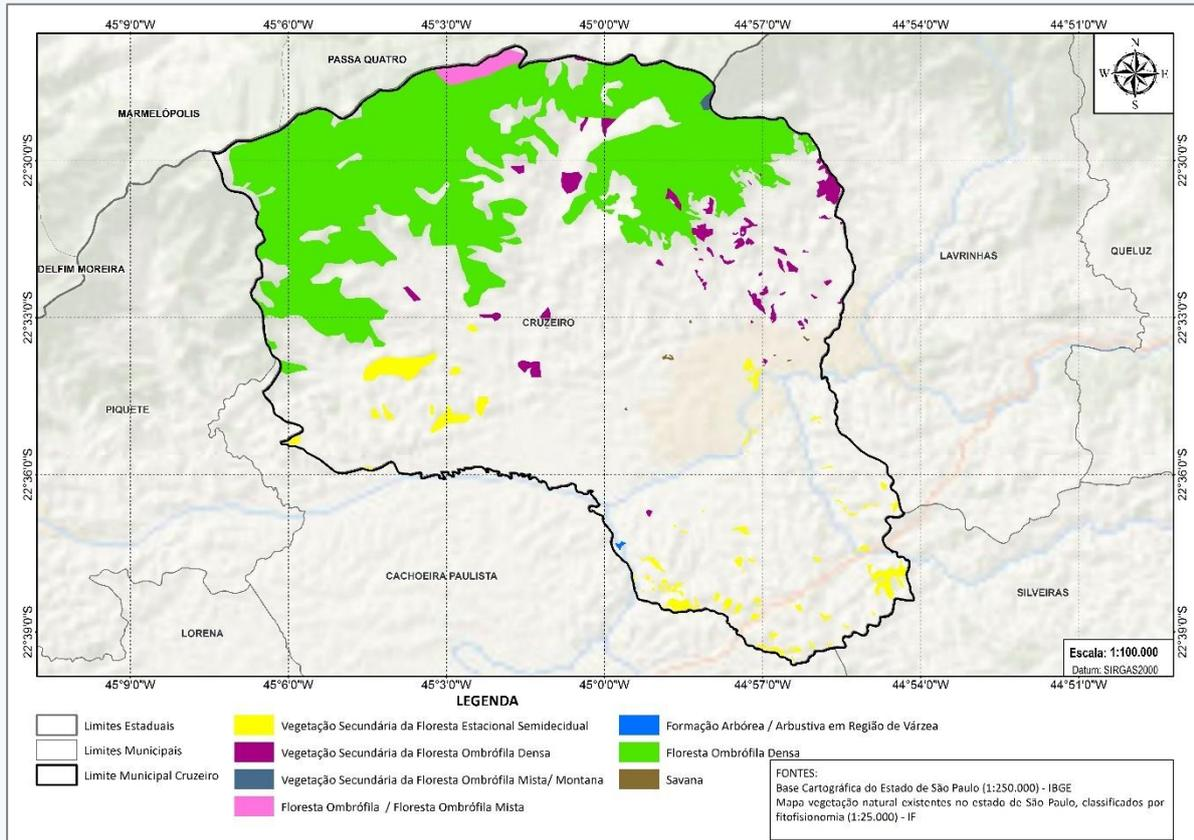 45°9'0"W 45°6'0"W 45°3'0"W 45°0'0"W 44°57'0"W 44°54'0"W 44°51'0"W
N
W E
S
PASSA QUATRO
MARMELÓPOLIS
22°30'0"S 22°30'0"S
LAVRINHAS
QUELUZ
DELFIM MOREIRA
22°33'0"S 22°33'0"S
CRUZEIRO
PIQUETE
22°36'0"S 22°36'0"S
CACHOEIRA PAULISTA
SILVEIRAS
LORENA
22°39'0"S 22°39'0"S
Escala: 1:100.000
Datum: SIRGAS2000
45°9'0"W 45°6'0"W 45°3'0"W 45°0'0"W 44°57'0"W 44°54'0"W 44°51'0"W
LEGENDA
Limites Estaduais
Limites Municipais
Limite Municipal Cruzeiro
Vegetação Secundária da Floresta Estacional Semidecidual
Vegetação Secundária da Floresta Ombrófila Densa
Vegetação Secundária da Floresta Ombrófila Mista/ Montana
Floresta Ombrófila / Floresta Ombrófila Mista
Formação Arbórea / Arbustiva em Região de Várzea
Floresta Ombrófila Densa
Savana
FONTES:
Base Cartográfica do Estado de São Paulo (1:250.000) - IBGE
Mapa vegetação natural existentes no estado de São Paulo, classificados por
fitofisionomia (1:25.000) - IF